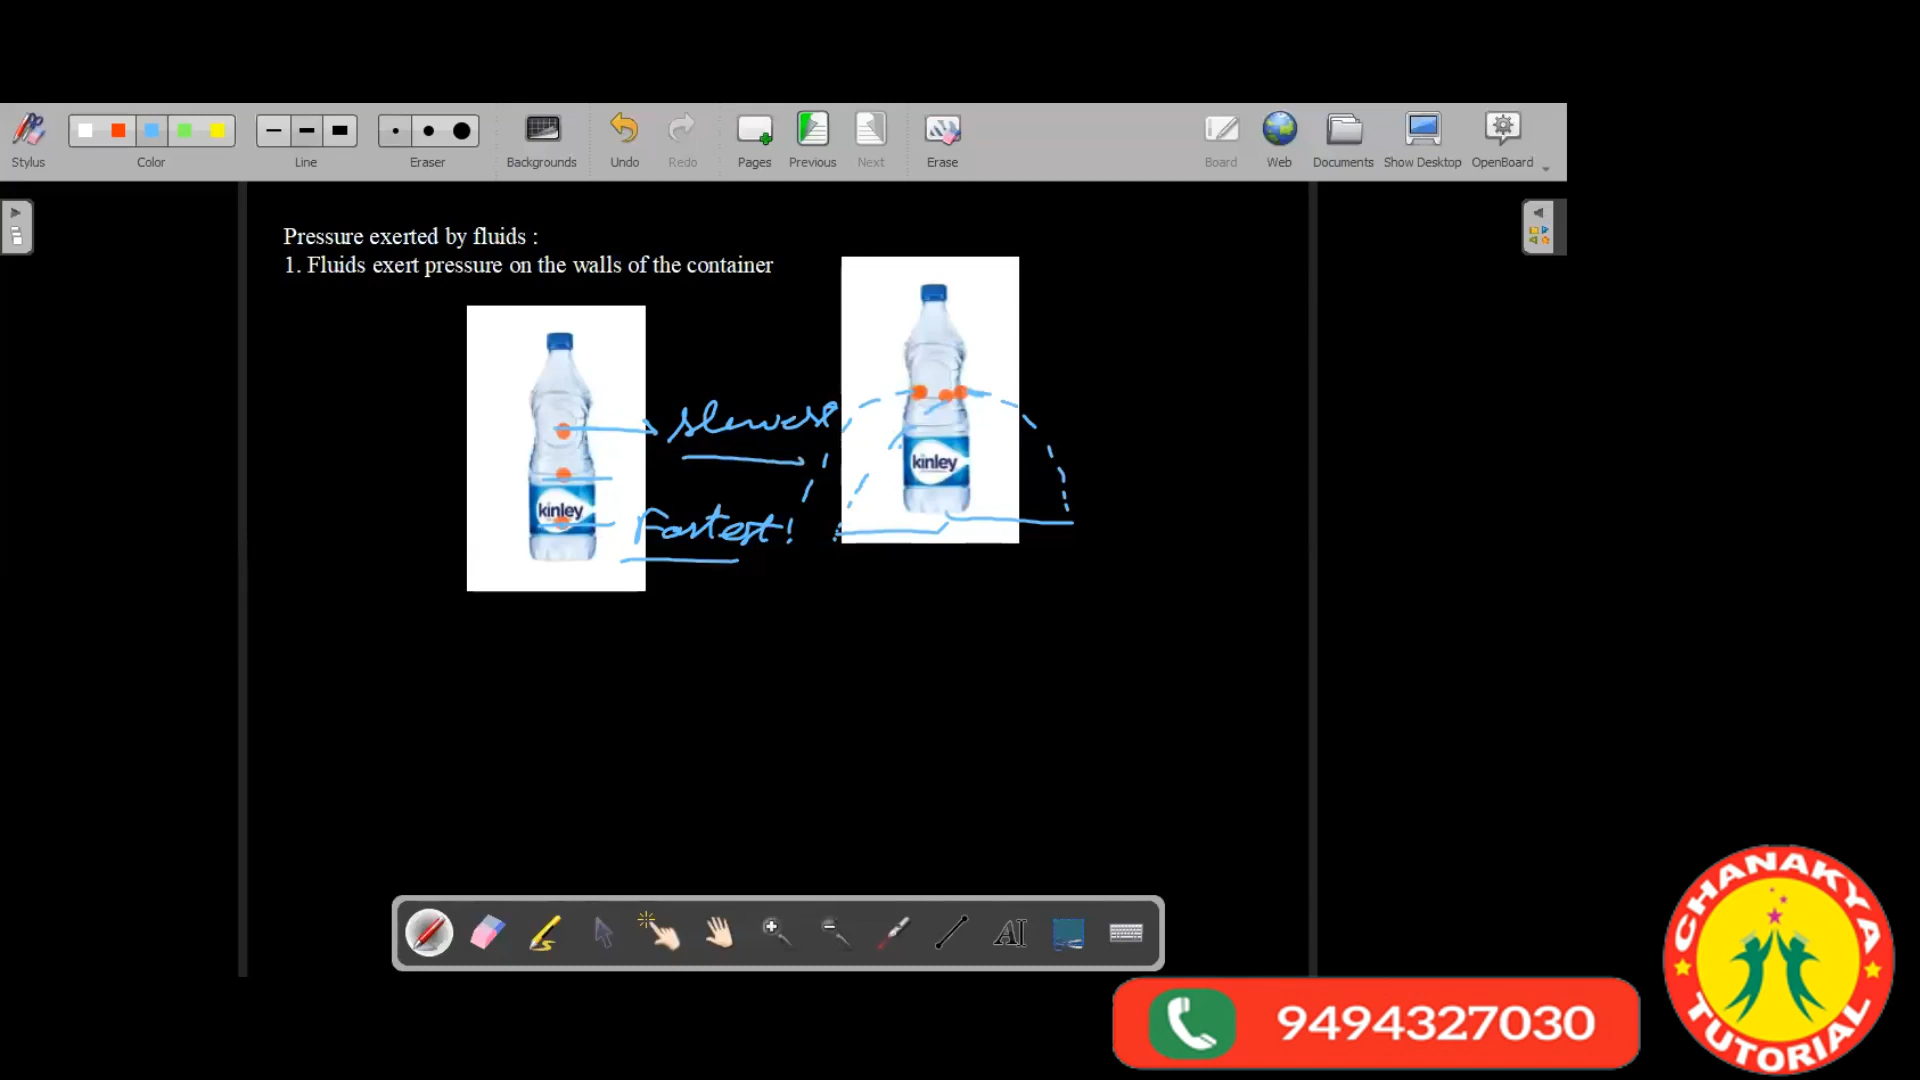 Stylus
Color
Line
Eraser
Backgrounds
Undo
Redo
Pages
Previous
Next
Erase
Board
Web
Documents
Show Desktop
OpenBoard
Pressure exerted by fluids :
1. Fluids exert pressure on the walls of the container
slowest
kinley
Fastest!
kinley
AI
9494327030
CHANAKYA
TUTORIAL